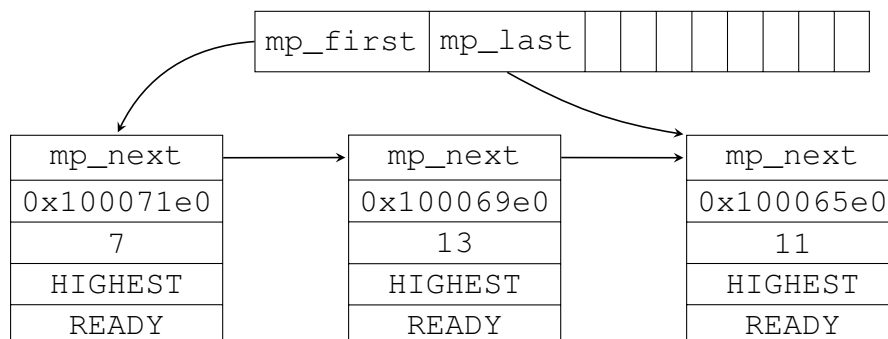 mp_first mp_last
mp_next mp_next mp_next
0x100071e0 0x100069e0 0x100065e0
7 13 11
HIGHEST HIGHEST HIGHEST
READY READY READY